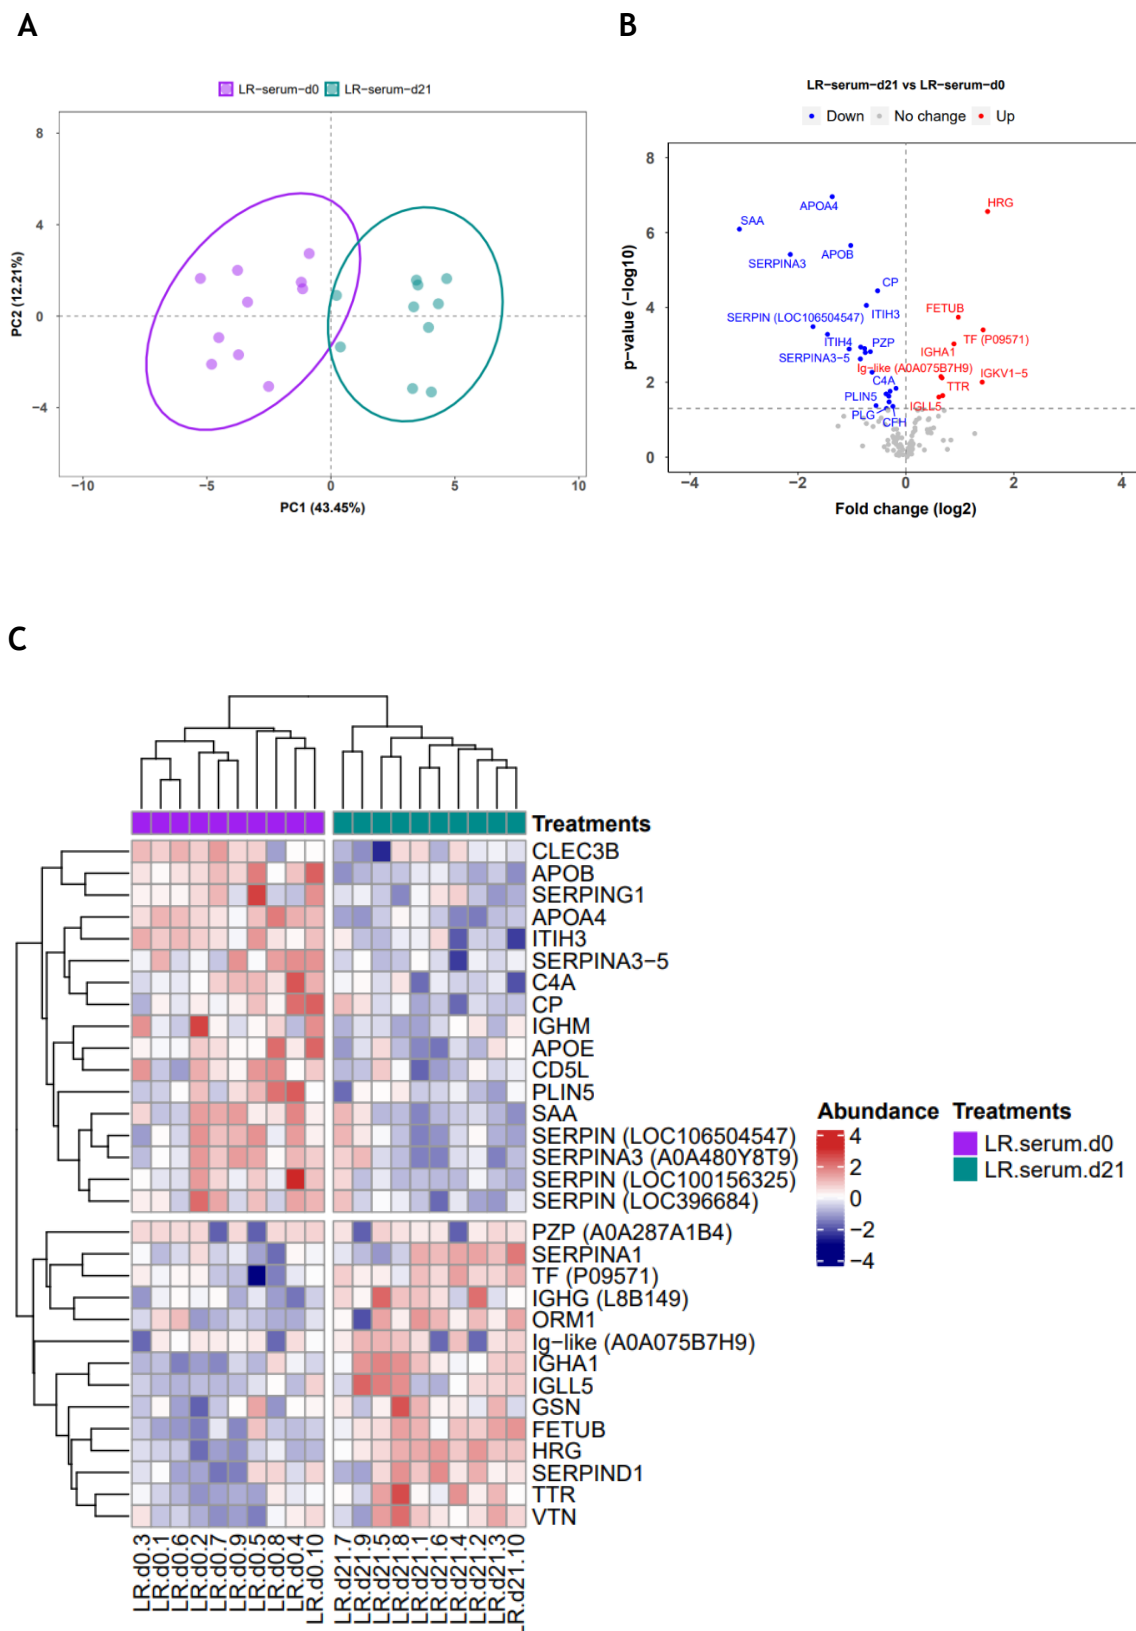 A
B
LR-serum-d0 LR-serum-d21
8
4
0
-4
-10 -5 0 5 10
PC2 (12.21%)
PC1 (43.45%)
LR-serum-d21 vs LR-serum-d0
Down No change Up
8
6
4
2
0
-4 -2 0 2 4
p-value (-log10)
Fold change (log2)
APOA4
HRG
SAA
SERPINA3
APOB
CP
ITIH3
FETUB
SERPIN (LOC106504547)
TF (P09571)
ITIH4
PZP
IGHA1
SERPINA3-5
Ig-like (A0A075B7H9)
IGKV1-5
C4A
TTR
PLIN5
IGLL5
PLG
CFH
C
Treatments
CLEC3B
APOB
SERPING1
APOA4
ITIH3
SERPINA3-5
C4A
CP
IGHM
APOE
CD5L
PLIN5
SAA
SERPIN (LOC106504547)
SERPINA3 (A0A480Y8T9)
SERPIN (LOC100156325)
SERPIN (LOC396684)
PZP (A0A287A1B4)
SERPINA1
TF (P09571)
IGHG (L8B149)
ORM1
Ig-like (A0A075B7H9)
IGHA1
IGLL5
GSN
FETUB
HRG
SERPIND1
TTR
VTN
LR.d0.3
LR.d0.1
LR.d0.6
LR.d0.2
LR.d0.7
LR.d0.9
LR.d0.5
LR.d0.8
LR.d0.4
LR.d0.10
LR.d21.7
LR.d21.9
LR.d21.5
LR.d21.8
LR.d21.1
LR.d21.6
LR.d21.4
LR.d21.2
LR.d21.3
LR.d21.10
Abundance
4
2
0
-2
-4
Treatments
LR.serum.d0
LR.serum.d21